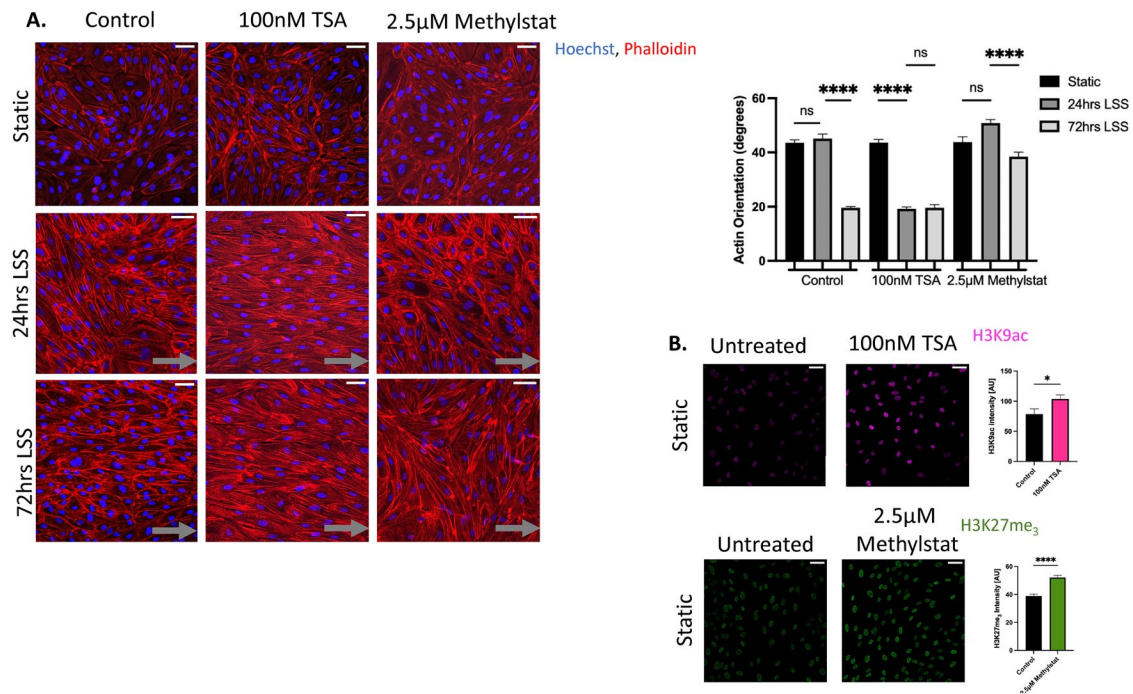 A.
Control
100nM TSA
2.5µM Methylstat
Hoechst, Phalloidin
Static
24hrs LSS
72hrs LSS
ns
****
****
ns
ns
****
Static
24hrs LSS
72hrs LSS
Actin Orientation (degrees)
60
40
20
0
Control
100nM TSA
2.5µM Methylstat
B.
Untreated
100nM TSA
H3K9ac
Static
H3K9ac intensity [AU]
150
100
50
0
*
Control
100nM TSA
Untreated
2.5µM
Methylstat
H3K27me3
Static
H3K27me3 Intensity [AU]
60
40
20
0
****
Control
2.5µM Methylstat